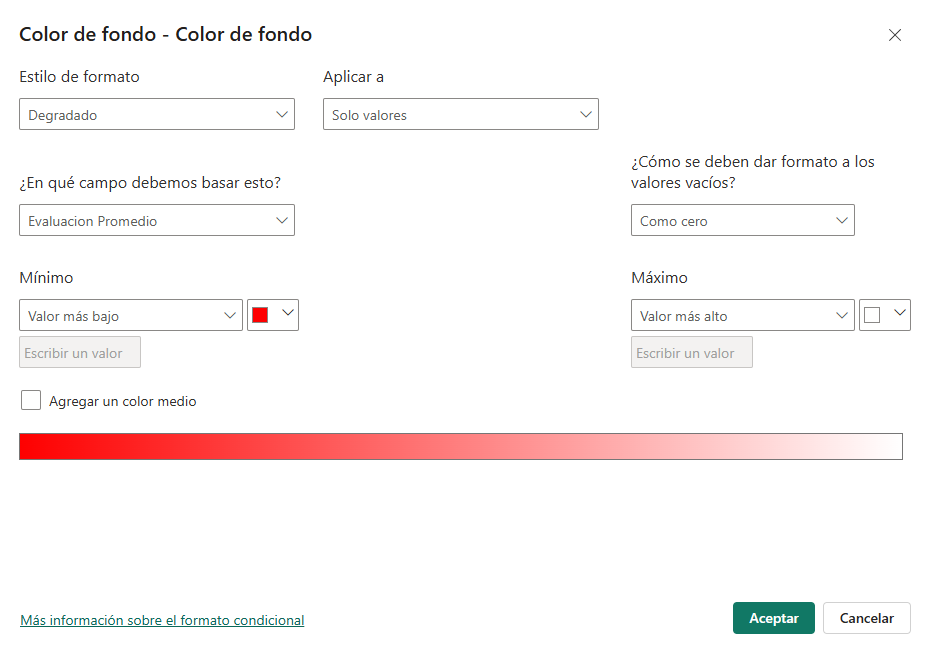 Color de fondo - Color de fondo
Estilo de formato
Aplicar a
Degradado
Solo valores
¿En qué campo debemos basar esto?
¿Cómo se deben dar formato a los
valores vacíos?
Evaluacion Promedio
Como cero
Mínimo
Máximo
Valor más bajo
Valor más alto
Escribir un valor
Escribir un valor
Agregar un color medio
Más información sobre el formato condicional
Aceptar
Cancelar